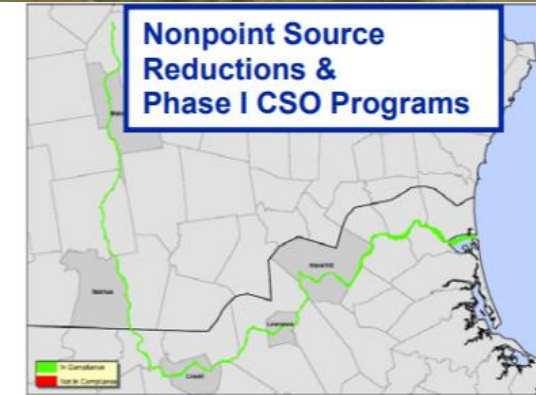 Nonpoint Source
Reductions &
Phase I CSO Programs
Nashua
Haverhill
Lawrence
Lowell
In Compliance
Not In Compliance